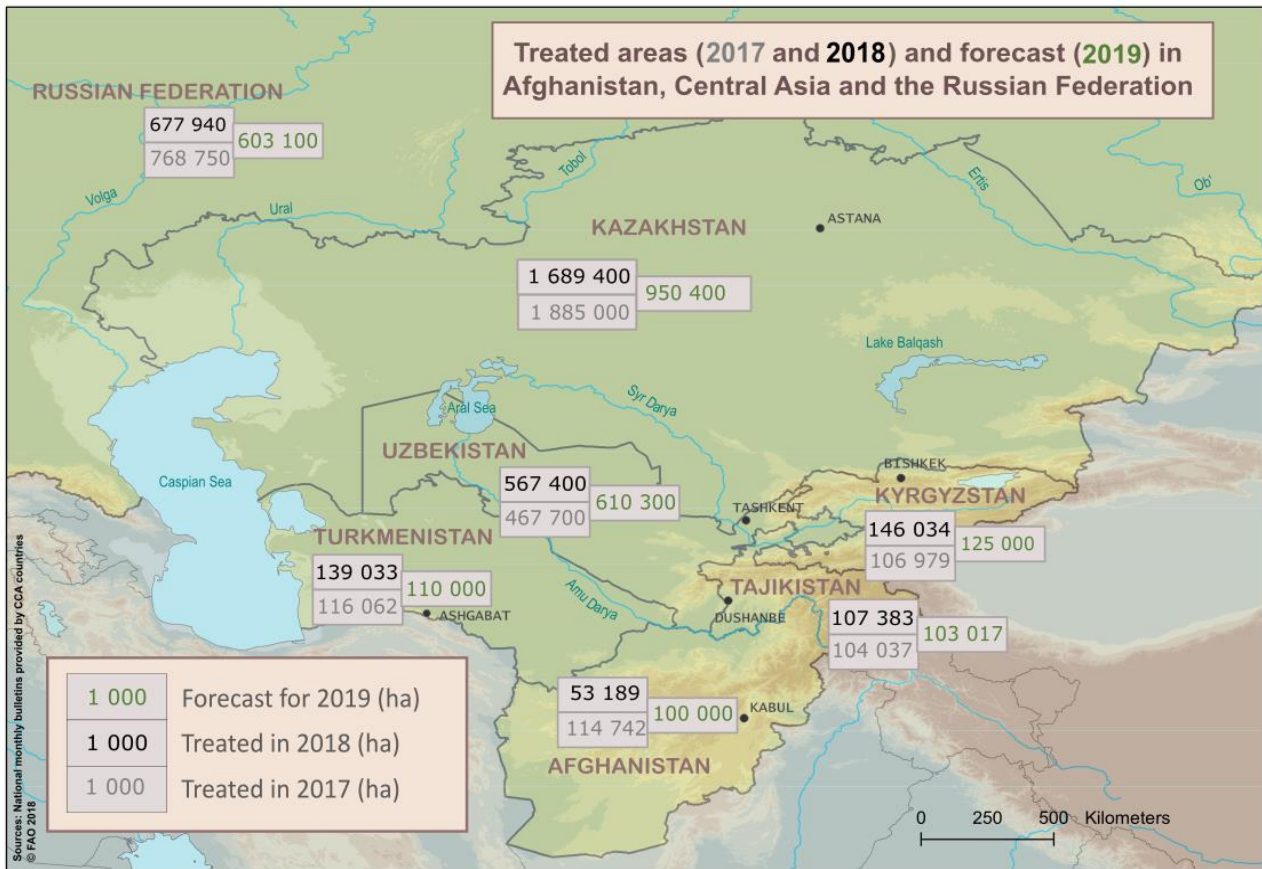 Treated areas (2017 and 2018) and forecast (2019) in
Afghanistan, Central Asia and the Russian Federation
RUSSIAN FEDERATION
677 940
603 100
768 750
Volga
Ural
Tobol
Ertis
Ob'
KAZAKHSTAN
ASTANA
1 689 400
950 400
1 885 000
Lake Balqash
Aral Sea
Syr Darya
Caspian Sea
UZBEKISTAN
567 400
610 300
467 700
BISHKEK
KYRGYZSTAN
146 034
125 000
106 979
TASHKENT
TURKMENISTAN
139 033
110 000
116 062
ASHGABAT
Amu Darya
TAJIKISTAN
DUSHANBE
107 383
103 017
104 037
53 189
100 000
114 742
KABUL
AFGHANISTAN
1 000 Forecast for 2019 (ha)
1 000 Treated in 2018 (ha)
1 000 Treated in 2017 (ha)
0 250 500 Kilometers
Sources: National monthly bulletins provided by CCA countries
© FAO 2018